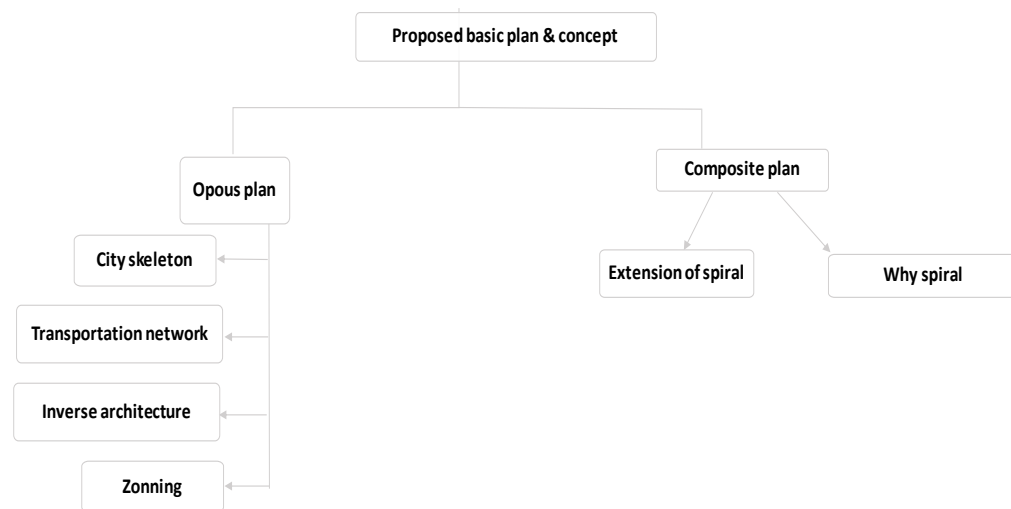 Proposed basic plan & concept
Opous plan
Composite plan
City skeleton
Extension of spiral
Why spiral
Transportation network
Inverse architecture
Zonning